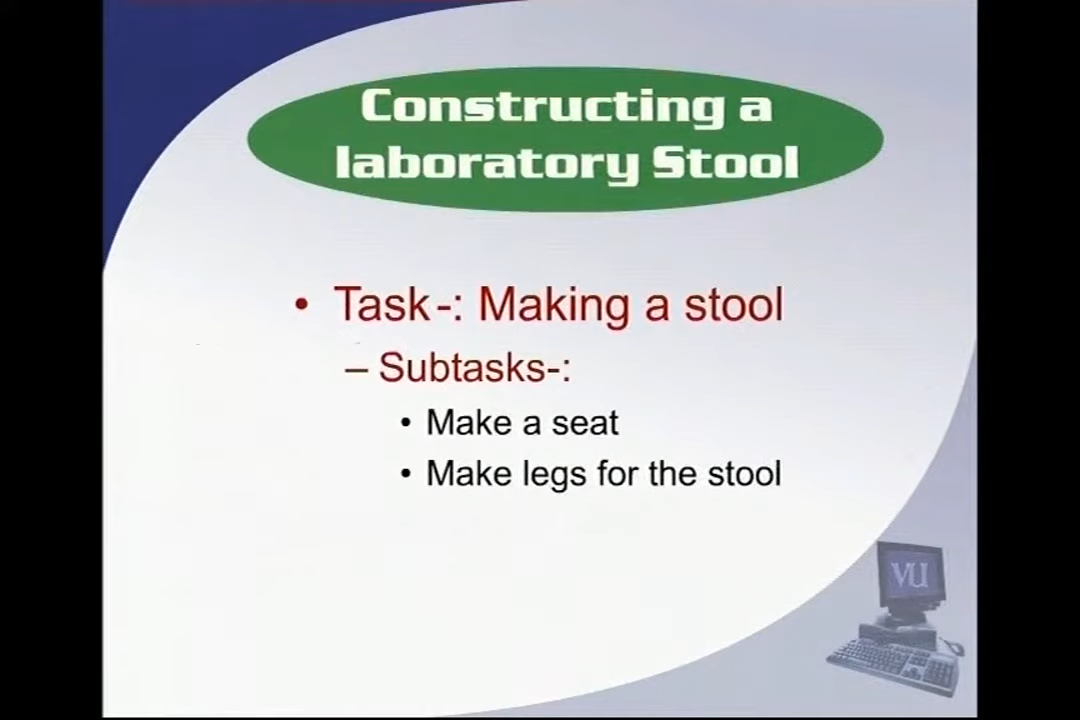 Constructing a
laboratory Stool
• Task-: Making a stool
– Subtasks-:
• Make a seat
• Make legs for the stool
VU